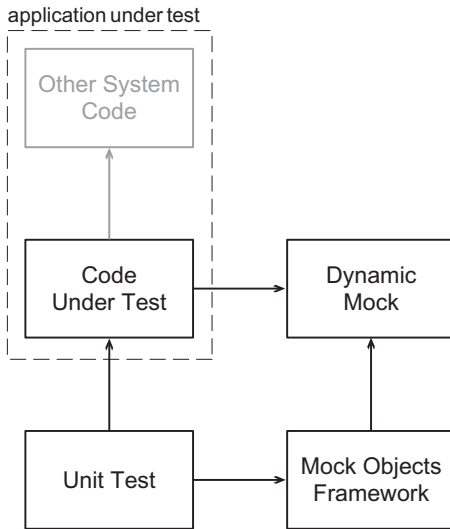 application under test
Other System
Code
Code
Under Test
Dynamic
Mock
Unit Test
Mock Objects
Framework